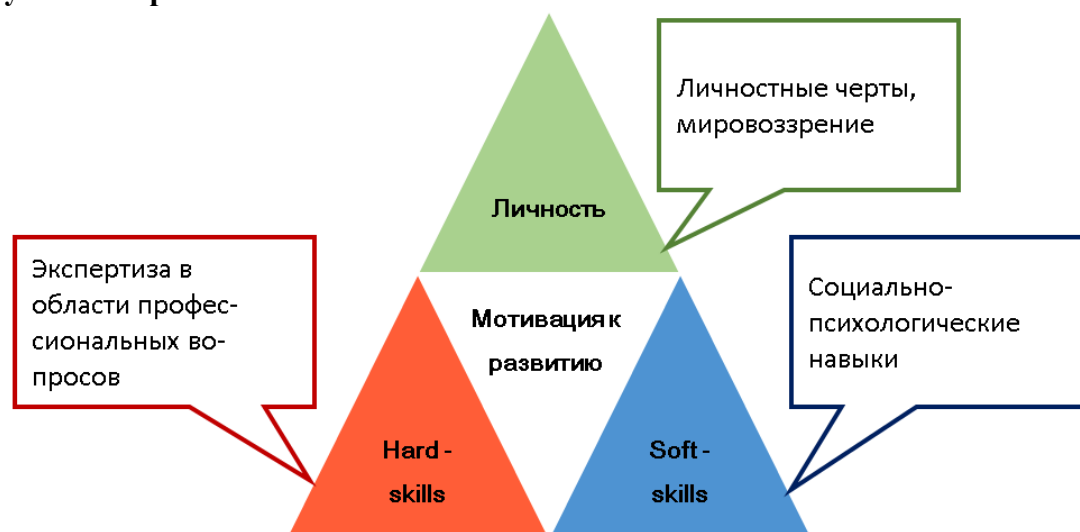 Личностные черты,
мировоззрение
Личность
Экспертиза в
области профес-
сиональных во-
просов
Мотивация к
развитию
Социально-
психологические
навыки
Hard -
skills
Soft -
skills